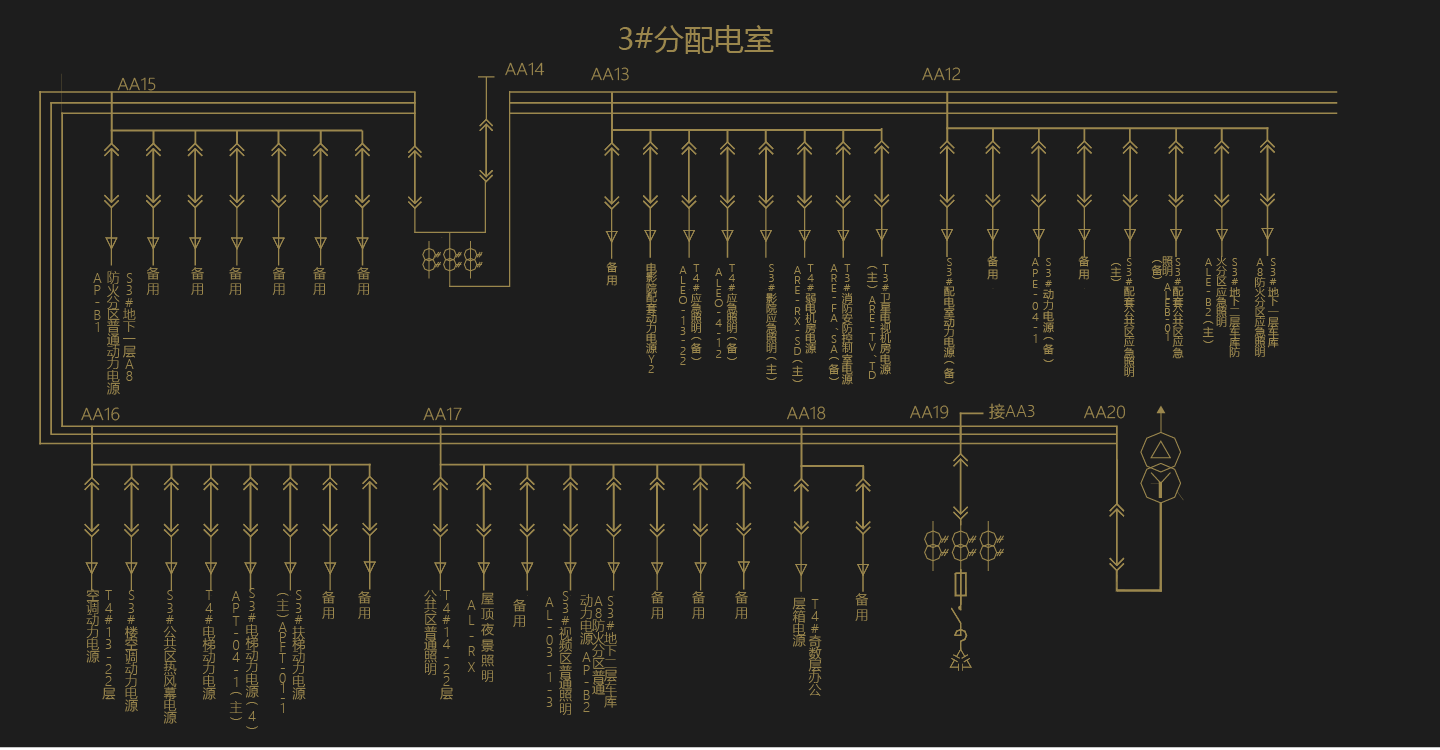 3#分配电室
AA15
AA14
AA13
AA12
S3#地下一层A8
防火分区普通动力电源
AP-B1
备用
备用
备用
备用
备用
备用
备用
电影院配套动力电源Y2
T4#应急照明(备)
ALEO-13-22
T4#应急照明(备)
ALEO-4-12
S3#影院应急照明(主)
T4#弱电机房电源
ARE-RX-SD(主)
T3#消防安防控制室电源
ARE-FA、SA(备)
T3#卫星电视机房电源
(主) ARE-TV、TD
S3#配电室动力电源(备)
备用
S3#动力电源(备)
APE-04-1
备用
S3#配套公共区应急照明
(主)
S3#配套公共区应急
照明 ALEB-01
(备)
S3#地下二层车库防
火分区应急照明
ALE-B2(主)
S3#地下二层车库
A8防火分区应急照明
AA16
AA17
AA18
AA19
接AA3
AA20
T4#13-22层
空调动力电源
S3#楼空调动力电源
S3#公共区热风幕电源
T4#电梯动力电源
S3#电梯动力电源(4)
APT-04-1(主)
S3#扶梯动力电源
(主)APFT-01-1
备用
备用
T4#14-22层
公共区普通照明
屋顶夜景照明
AL-RX
备用
S3#视频区普通照明
AL-03-1-3
S3#地下二层车库
A8防火分区普通
动力电源 AP-B2
备用
备用
备用
T4#奇数层办公
层箱电源
备用